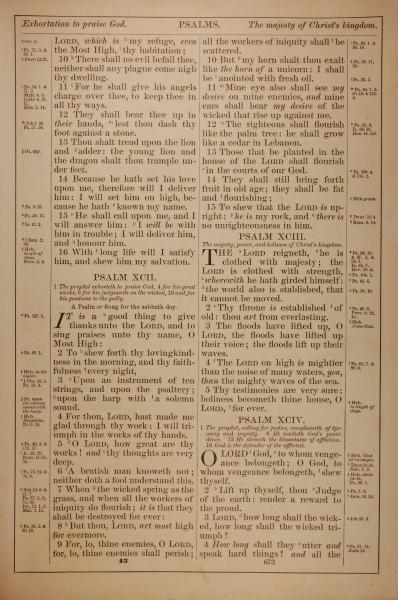 Exhortation to praise God.
PSALMS.
The majesty of Christ's kingdom.
LORD, which is my refuge, even
the Most High, thy habitation;
10 There shall no evil befall thee,
neither shall any plague come nigh
thy dwelling.
11 For he shall give his angels
charge over thee, to keep thee in
all thy ways.
12 They shall bear thee up in
their hands, lest thou dash thy
foot against a stone.
13 Thou shalt tread upon the lion
and adder: the young lion and
the dragon shalt thou trample un-
der feet.
14 Because he hath set his love
upon me, therefore will I deliver
him: I will set him on high, be-
cause he hath known my name.
15 He shall call upon me, and I
will answer him: I will be with
him in trouble; I will deliver him,
and honour him.
16 With long life will I satisfy
him, and shew him my salvation.
PSALM XCII.
1 The prophet exhorteth to praise God, 4 for his great
works, 6 for his judgments on the wicked, 10 and for
his goodness to the godly.
A Psalm or Song for the sabbath day.
IT is a good thing to give
thanks unto the LORD, and to
sing praises unto thy name, O
Most High:
2 To shew forth thy lovingkind-
ness in the morning, and thy faith-
fulness every night,
3 Upon an instrument of ten
strings, and upon the psaltery;
upon the harp with a solemn
sound.
4 For thou, LORD, hast made me
glad through thy work: I will tri-
umph in the works of thy hands.
5 O LORD, how great are thy
works! and thy thoughts are very
deep.
6 A brutish man knoweth not;
neither doth a fool understand this.
7 When the wicked spring as the
grass, and when all the workers of
iniquity do flourish; it is that they
shall be destroyed for ever:
8 But thou, LORD, art most high
for evermore.
9 For, lo, thine enemies, O LORD,
for, lo, thine enemies shall perish;
43
all the workers of iniquity shall be
scattered.
10 But my horn shalt thou exalt
like the horn of a unicorn: I shall
be anointed with fresh oil.
11 Mine eye also shall see my
desire on mine enemies, and mine
ears shall hear my desire of the
wicked that rise up against me.
12 The righteous shall flourish
like the palm tree: he shall grow
like a cedar in Lebanon.
13 Those that be planted in the
house of the LORD shall flourish
in the courts of our God.
14 They shall still bring forth
fruit in old age; they shall be fat
and flourishing;
15 To shew that the LORD is up-
right: he is my rock, and there is
no unrighteousness in him.
PSALM XCIII.
The majesty, power, and holiness of Christ's kingdom.
THE LORD reigneth, he is
clothed with majesty; the
LORD is clothed with strength,
wherewith he hath girded himself:
the world also is stablished, that
it cannot be moved.
2 Thy throne is established of
old: thou art from everlasting.
3 The floods have lifted up, O
LORD, the floods have lifted up
their voice; the floods lift up their
waves.
4 The LORD on high is mightier
than the noise of many waters, yea,
than the mighty waves of the sea.
5 Thy testimonies are very sure:
holiness becometh thine house, O
LORD, for ever.
PSALM XCIV.
1 The prophet, calling for justice, complaineth of tyr-
anny and impiety. 8 He teacheth God's provi-
dence. 12 He sheweth the blessedness of affliction.
16 God is the defender of the afflicted.
O LORD God, to whom venge-
ance belongeth; O God, to
whom vengeance belongeth, shew
thyself.
2 Lift up thyself, thou Judge
of the earth: render a reward to
the proud.
3 LORD, how long shall the wick-
ed, how long shall the wicked tri-
umph?
4 How long shall they utter and
speak hard things? and all the
673